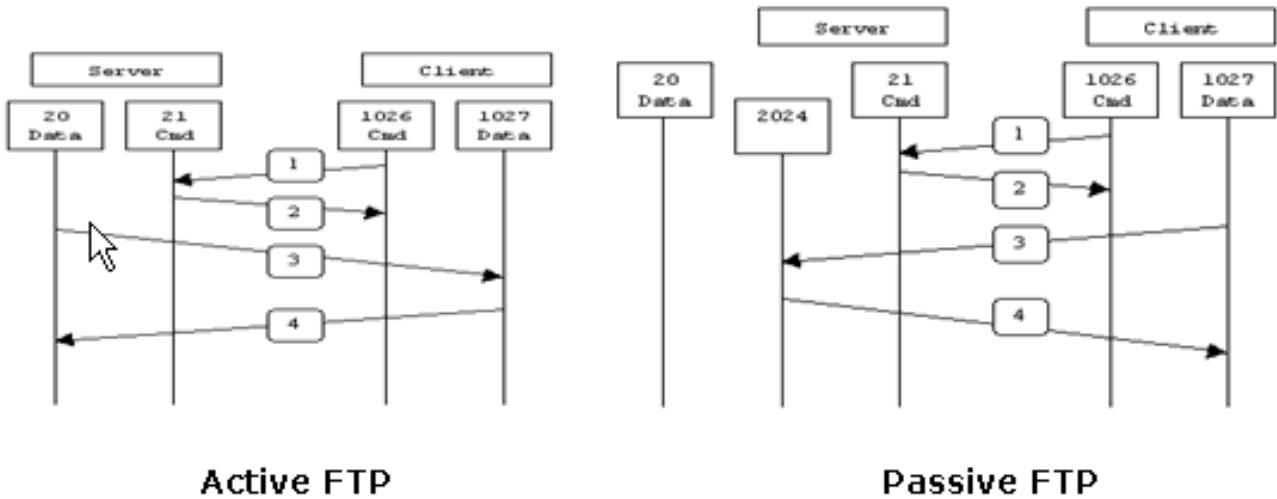 Server
Client
20
Data
21
Cmd
1026
Cmd
1027
Data
1
2
3
4
Active FTP
Server
Client
20
Data
2024
21
Cmd
1026
Cmd
1027
Data
1
2
3
4
Passive FTP